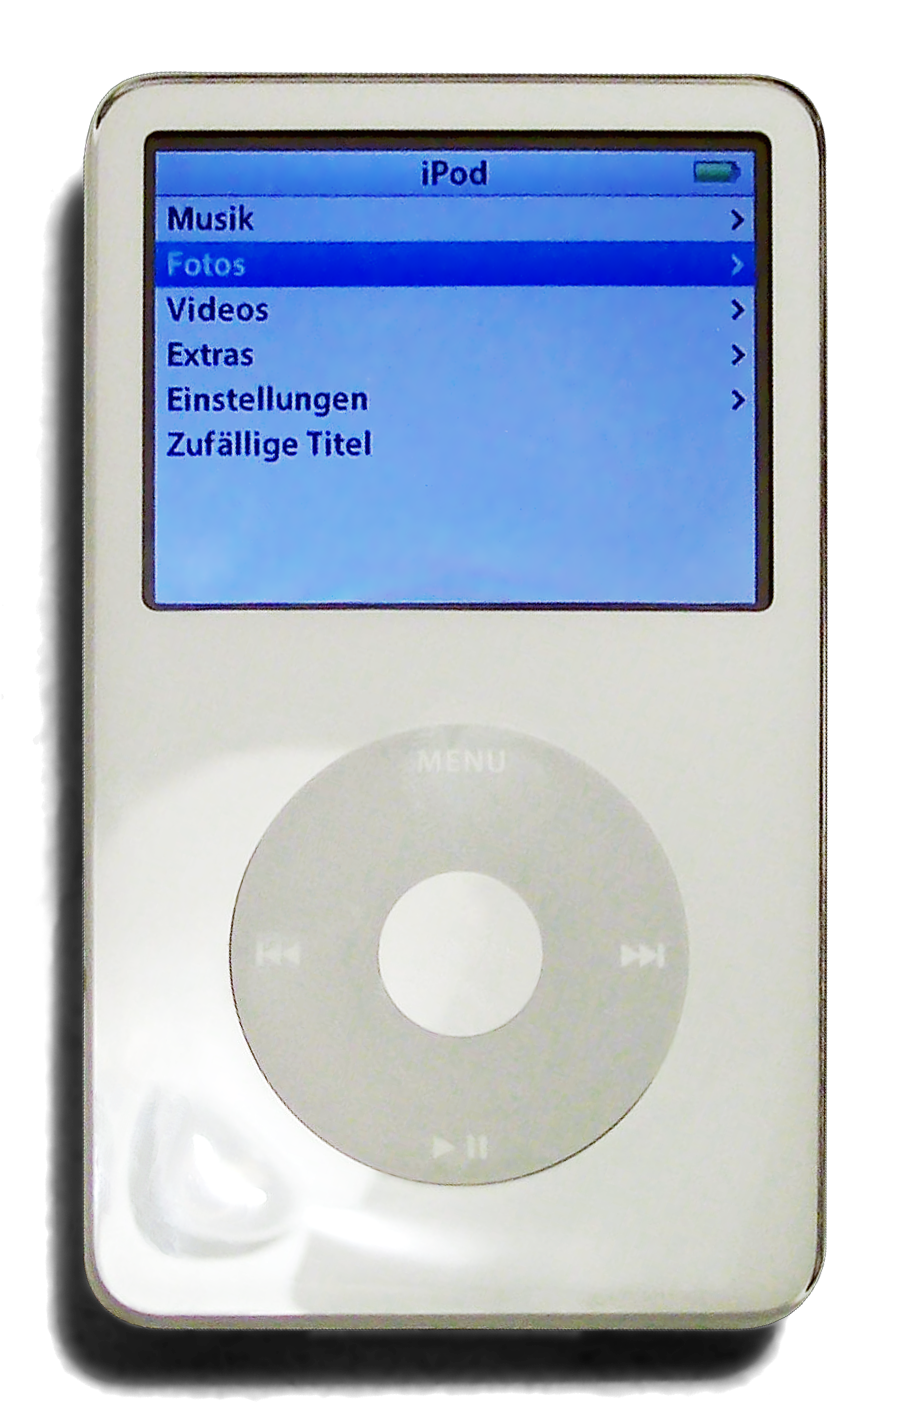 iPod
Musik
Fotos
Videos
Extras
Einstellungen
Zufällige Titel
MENU